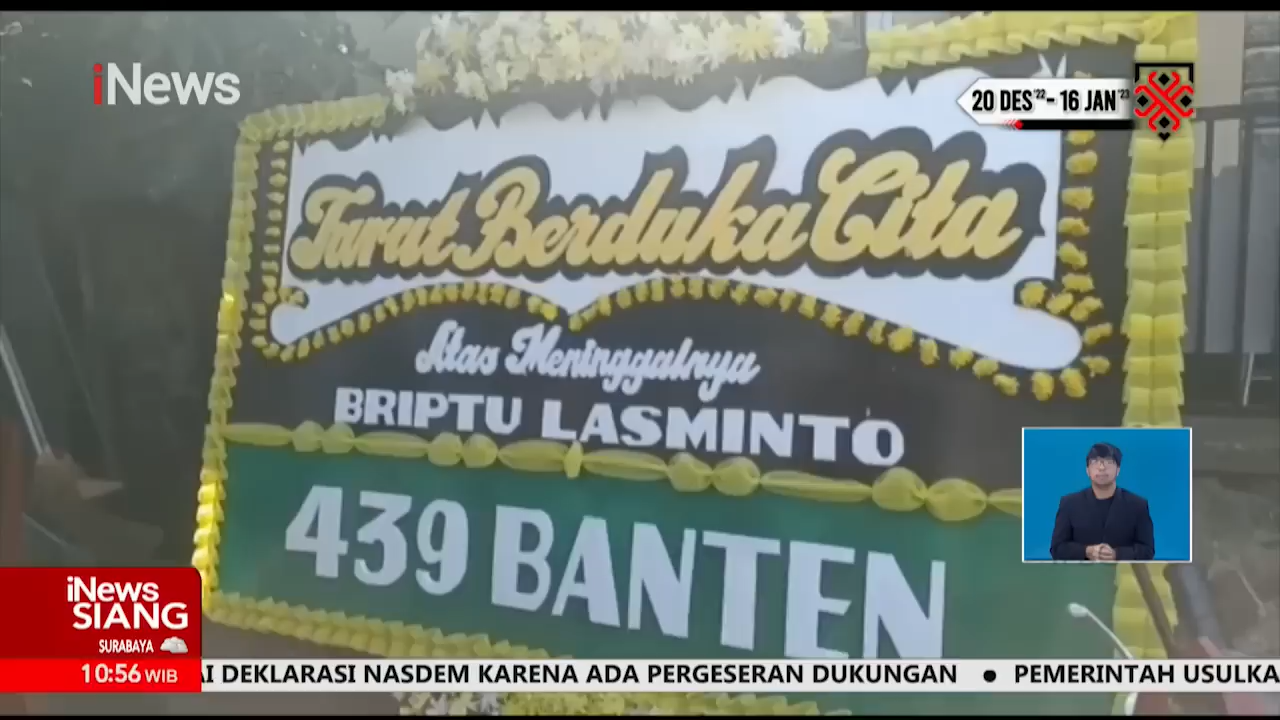 iNews
20 DES '22 - 16 JAN '23
Turut Berduka Cita
Atas Meninggalnya
BRIPTU LASMINTO
439 BANTEN
iNews
SIANG
SURABAYA
10:56 WIB
AI DEKLARASI NASDEM KARENA ADA PERGESERAN DUKUNGAN ● PEMERINTAH USULKA